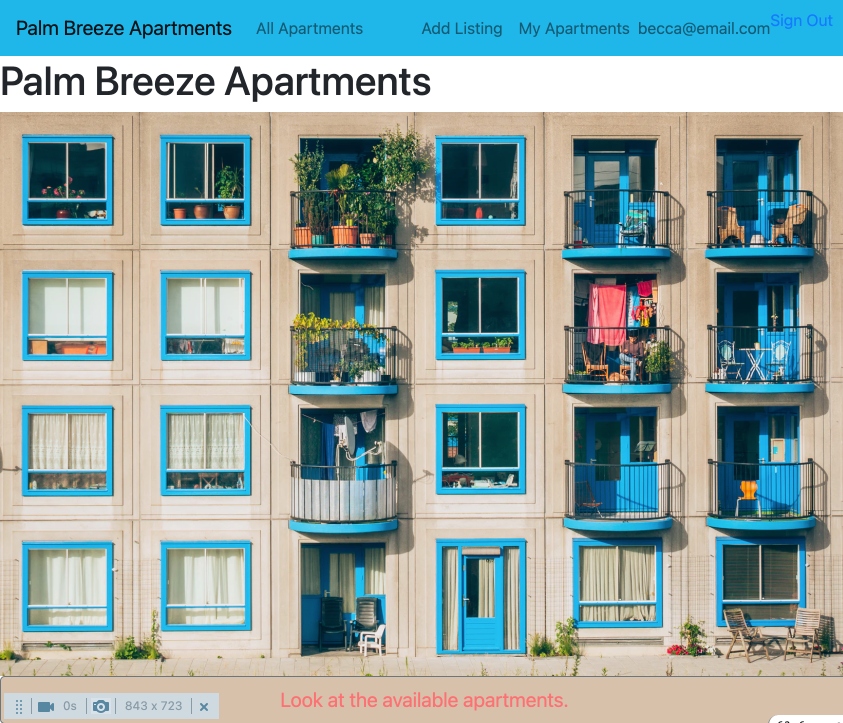 Palm Breeze Apartments All Apartments Add Listing My Apartments becca@email.com Sign Out
Palm Breeze Apartments
Look at the available apartments.
0s 843 x 723